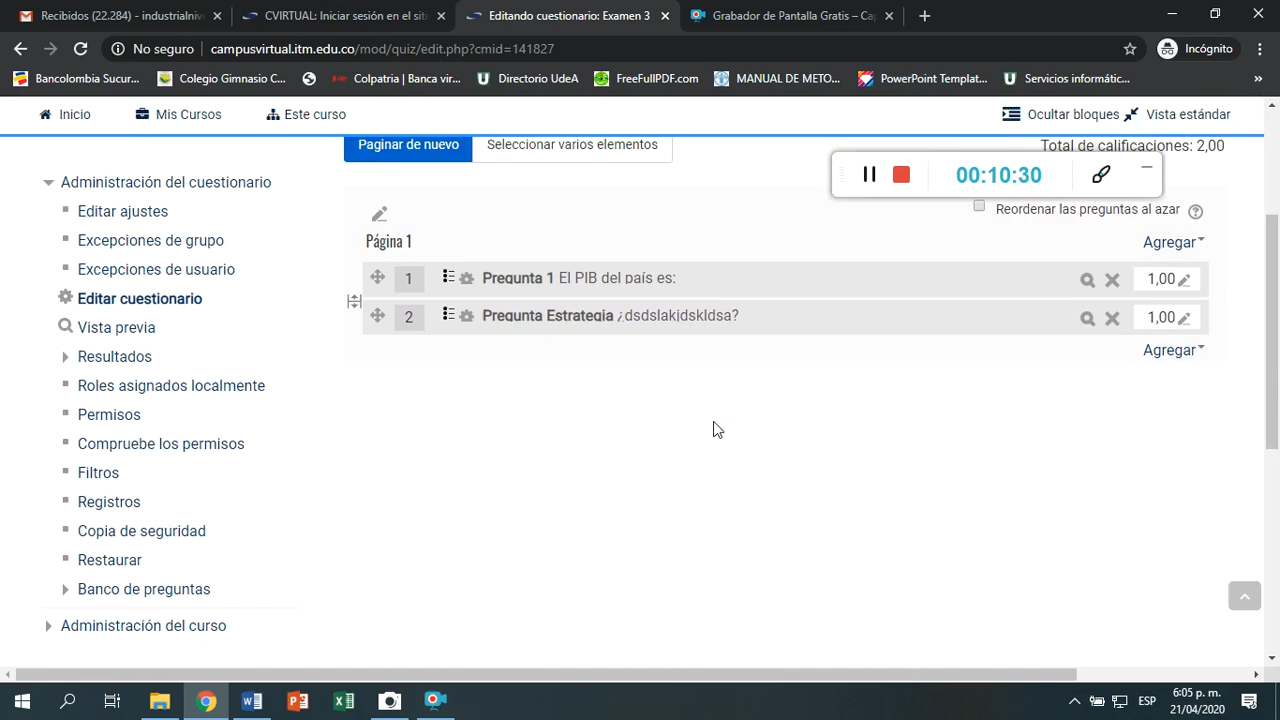 Recibidos (22.284) - industrialnive
CVIRTUAL: Iniciar sesión en el siti
Editando cuestionario: Examen 3
Grabador de Pantalla Gratis – Cap
No seguro
campusvirtual.itm.edu.co/mod/quiz/edit.php?cmid=141827
Incógnito
Bancolombia Sucur...
Colegio Gimnasio C...
Colpatria | Banca vir...
Directorio UdeA
FreeFullPDF.com
MANUAL DE METO...
PowerPoint Templat...
Servicios informátic...
»
Inicio
Mis Cursos
Este curso
Ocultar bloques
Vista estándar
Paginar de nuevo
Seleccionar varios elementos
Total de calificaciones: 2,00
00:10:30
Reordenar las preguntas al azar
Página 1
Agregar
1
Pregunta 1 El PIB del país es:
1,00
2
Pregunta Estrategia ¿dsdslakjdskldsa?
1,00
Agregar
Administración del cuestionario
Editar ajustes
Excepciones de grupo
Excepciones de usuario
Editar cuestionario
Vista previa
Resultados
Roles asignados localmente
Permisos
Compruebe los permisos
Filtros
Registros
Copia de seguridad
Restaurar
Banco de preguntas
Administración del curso
ESP
6:05 p. m.
21/04/2020